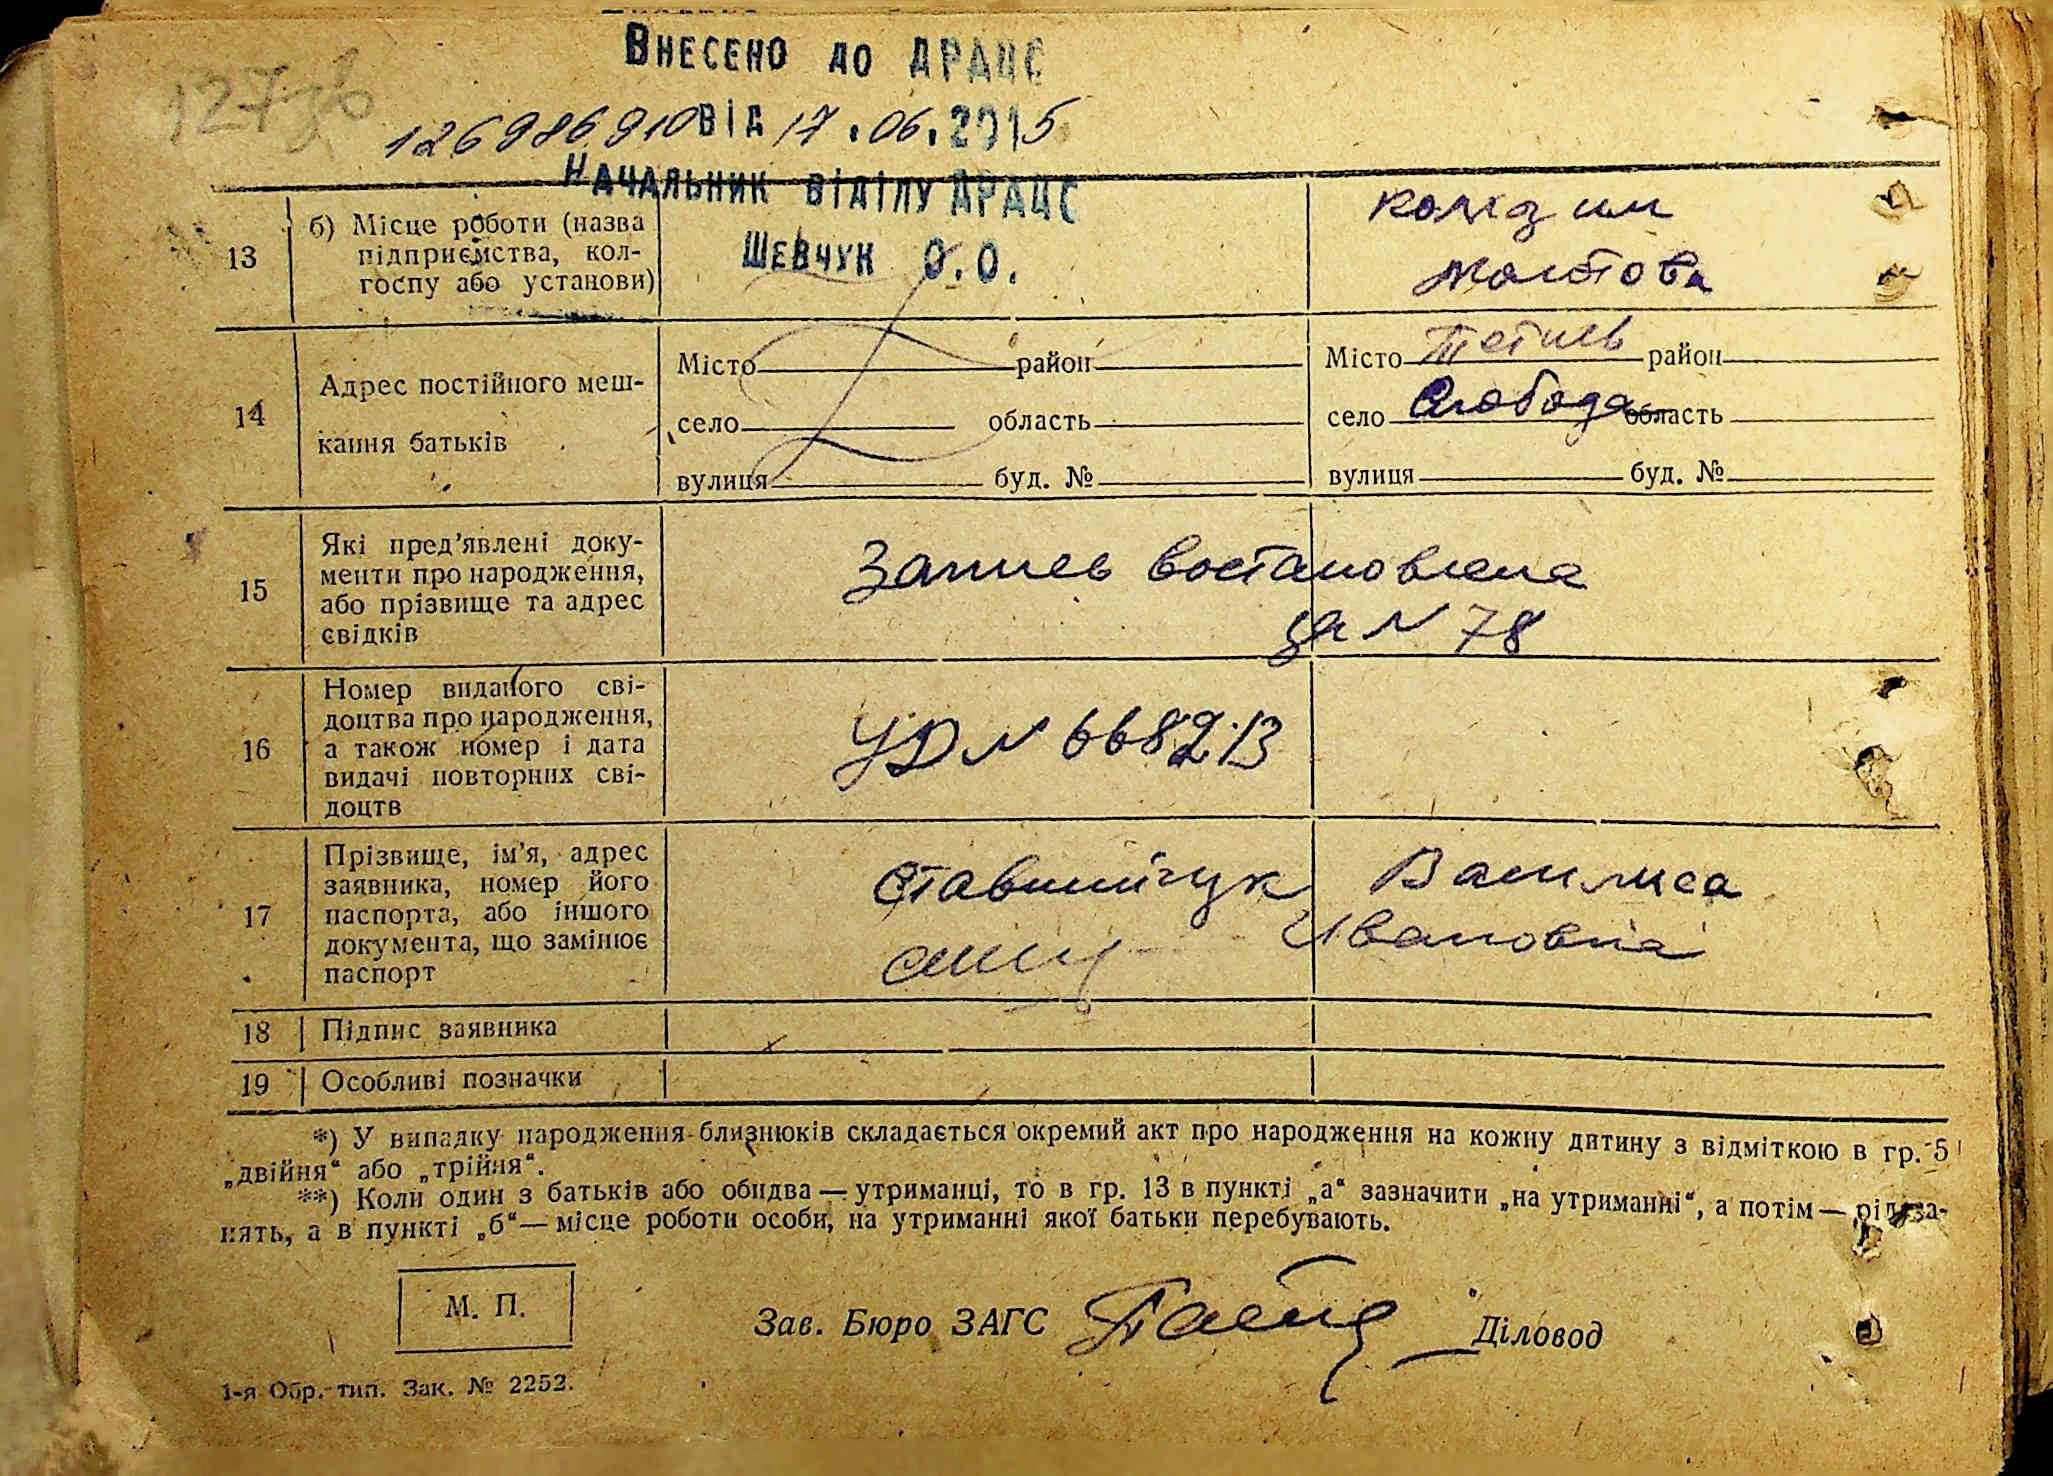 127зв
Внесено до ДРАЦС
126986910 від 17.06.2015
Начальник віділу ДРАЦС
Шевчук О.О.
13
б) Місце роботи (назва
підприємства, кол-
госпу або установи)
колхоз им
Молотова
14
Адрес постійного меш-
кання батьків
Місто район
село область
вулиця буд. №
Місто Тетиев район
село Слобода область
вулиця буд. №
15
Які пред'явлені доку-
менти про народження,
або прізвище та адрес
свідків
Запись востановлена
за N 78
16
Номер виданого сві-
доцтва про народження,
а також номер і дата
видачі повторних сві-
доцтв
УД N 668213
17
Прізвище, ім'я, адрес
заявника, номер його
паспорта, або іншого
документа, що замінює
паспорт
Ставнийчук Василиса
Ивановна
18 Підпис заявника
19 Особливі позначки
*) У випадку народження близнюків складається окремий акт про народження на кожну дитину з відміткою в гр. 5
„двійня“ або „трійня“.
**) Коли один з батьків або обидва — утриманці, то в гр. 13 в пункті „а“ зазначити „на утриманні“, а потім — рід за-
нять, а в пункті „б“ — місце роботи особи, на утриманні якої батьки перебувають.
М. П.
Зав. Бюро ЗАГС Діловод
1-я Обр. тип. Зак. № 2252.